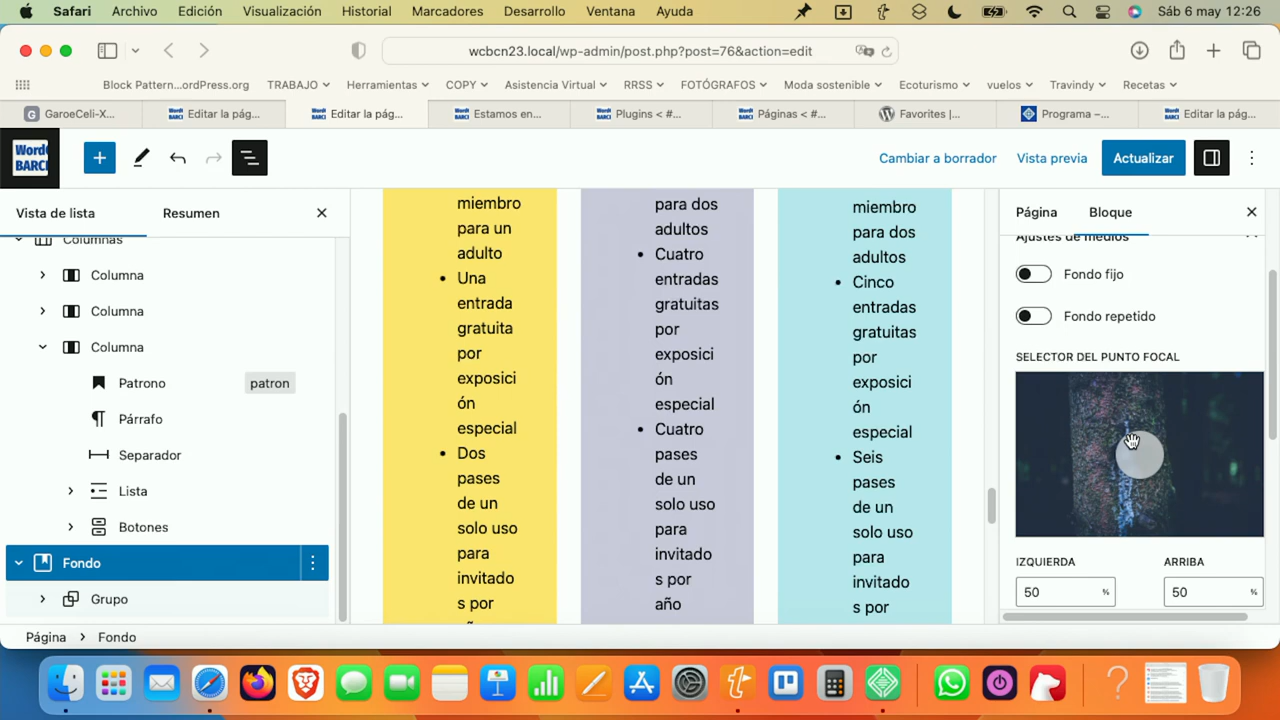 Safari Archivo Edición Visualización Historial Marcadores Desarrollo Ventana Ayuda Sáb 6 may 12:26
wcbcn23.local/wp-admin/post.php?post=76&action=edit
Block Pattern...ordPress.org TRABAJO Herramientas COPY Asistencia Virtual RRSS FOTÓGRAFOS Moda sostenible Ecoturismo vuelos Travindy Recetas
GaroeCeli-X... Editar la pág... Editar la pág... Estamos en... Plugins < #... Páginas < #... Favorites |... Programa –... Editar la pág...
Word
BARCI
Cambiar a borrador Vista previa Actualizar
Vista de lista Resumen
Columnas
Columna
Columna
Columna
Patrono patron
Párrafo
Separador
Lista
Botones
Fondo
Grupo
miembro
para un
adulto
• Una
entrada
gratuita
por
exposici
ón
especial
• Dos
pases
de un
solo uso
para
invitado
s por
para dos
adultos
• Cuatro
entradas
gratuitas
por
exposici
ón
especial
• Cuatro
pases
de un
solo uso
para
invitado
s por
año
miembro
para dos
adultos
• Cinco
entradas
gratuitas
por
exposici
ón
especial
• Seis
pases
de un
solo uso
para
invitado
s por
Página Bloque
Ajustes de medios
Fondo fijo
Fondo repetido
SELECTOR DEL PUNTO FOCAL
IZQUIERDA ARRIBA
50 % 50 %
Página > Fondo